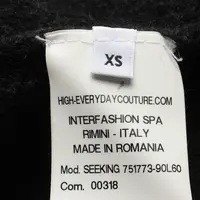 XS
HIGH-EVERYDAYCOUTURE.COM
INTERFASHION SPA
RIMINI - ITALY
MADE IN ROMANIA
Mod. SEEKING 751773-90L60
Com. 00318